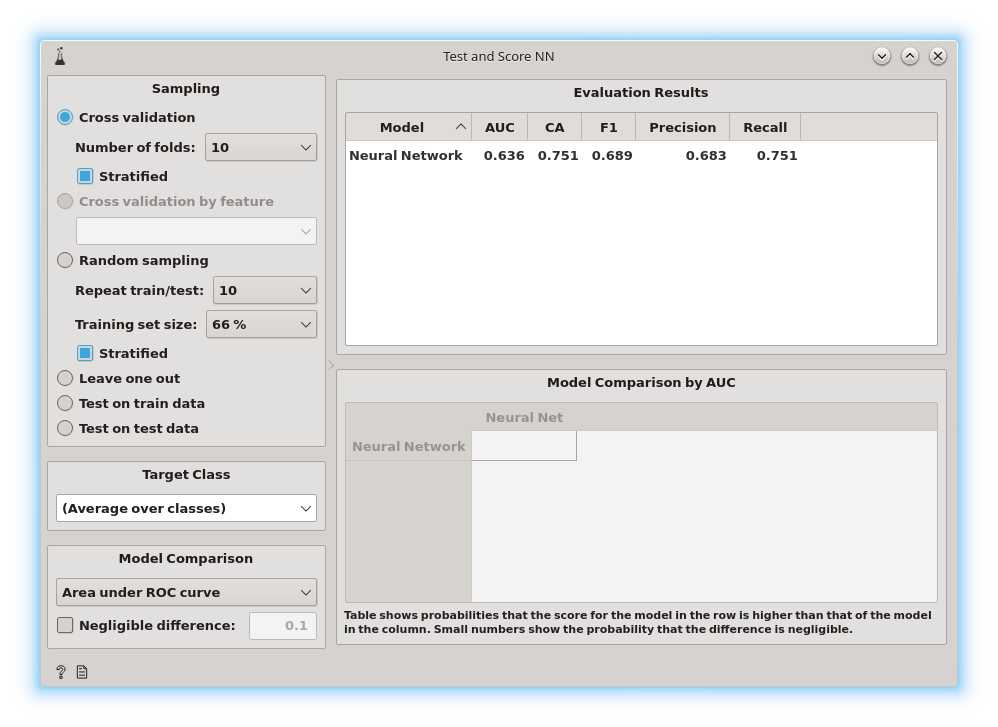 Test and Score NN
Sampling
Cross validation
Number of folds: 10
Stratified
Cross validation by feature
Random sampling
Repeat train/test: 10
Training set size: 66 %
Stratified
Leave one out
Test on train data
Test on test data
Target Class
(Average over classes)
Model Comparison
Area under ROC curve
Negligible difference: 0.1
?
Evaluation Results
Model AUC CA F1 Precision Recall
Neural Network 0.636 0.751 0.689 0.683 0.751
Model Comparison by AUC
Neural Net
Neural Network
Table shows probabilities that the score for the model in the row is higher than that of the model
in the column. Small numbers show the probability that the difference is negligible.